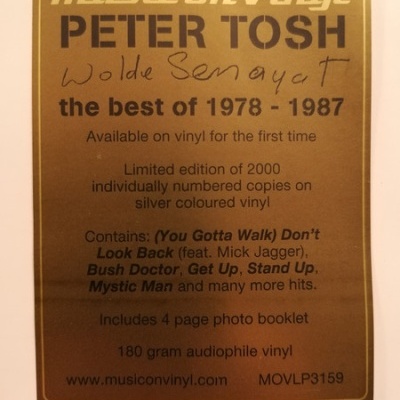 PETER TOSH
Wolde Semayat
the best of 1978 - 1987
Available on vinyl for the first time
Limited edition of 2000
individually numbered copies on
silver coloured vinyl
Contains: (You Gotta Walk) Don't
Look Back (feat. Mick Jagger),
Bush Doctor, Get Up, Stand Up,
Mystic Man and many more hits.
Includes 4 page photo booklet
180 gram audiophile vinyl
www.musiconvinyl.com MOVLP3159